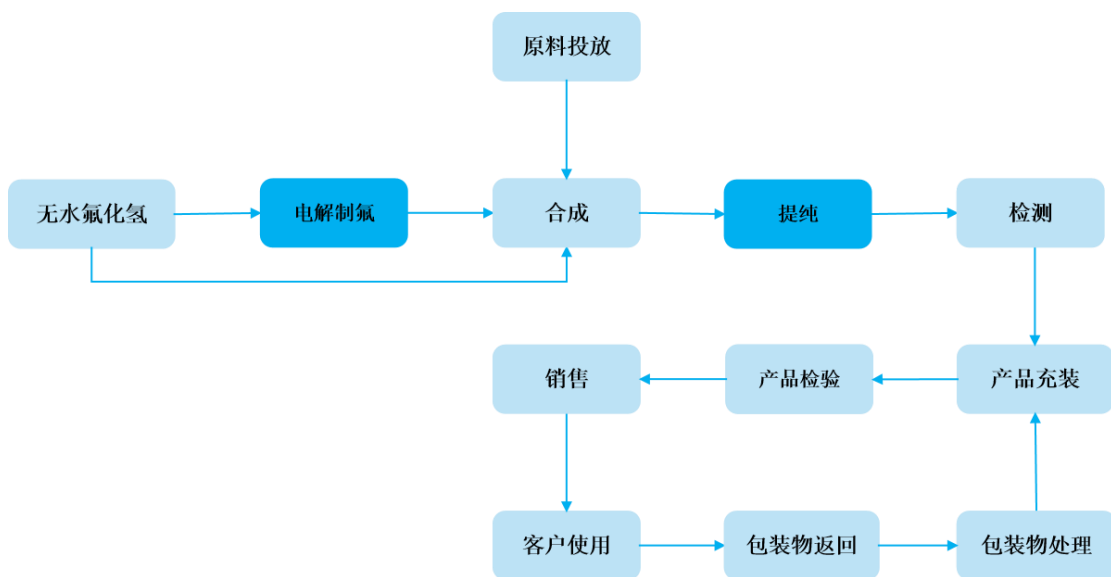 原料投放
无水氟化氢
电解制氟
合成
提纯
检测
销售
产品检验
产品充装
客户使用
包装物返回
包装物处理